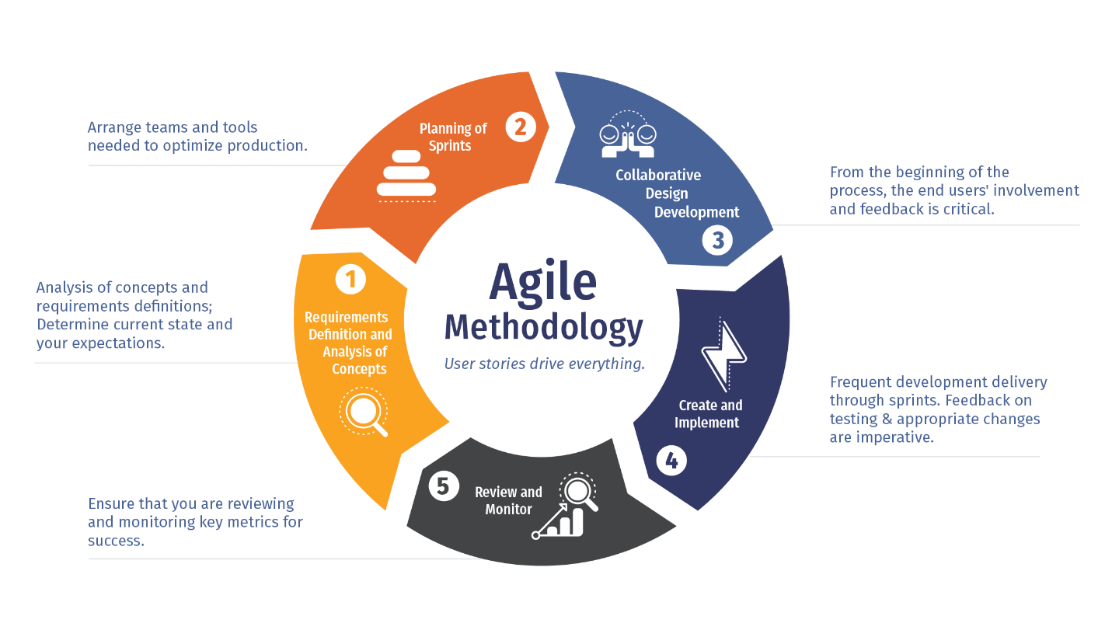 Agile
Methodology
User stories drive everything.
1
Requirements
Definition and
Analysis of
Concepts
Analysis of concepts and
requirements definitions;
Determine current state and
your expectations.
2
Planning of
Sprints
Arrange teams and tools
needed to optimize production.
Collaborative
Design
Development
3
From the beginning of the
process, the end users' involvement
and feedback is critical.
Create and
Implement
4
Frequent development delivery
through sprints. Feedback on
testing & appropriate changes
are imperative.
5
Review and
Monitor
Ensure that you are reviewing
and monitoring key metrics for
success.